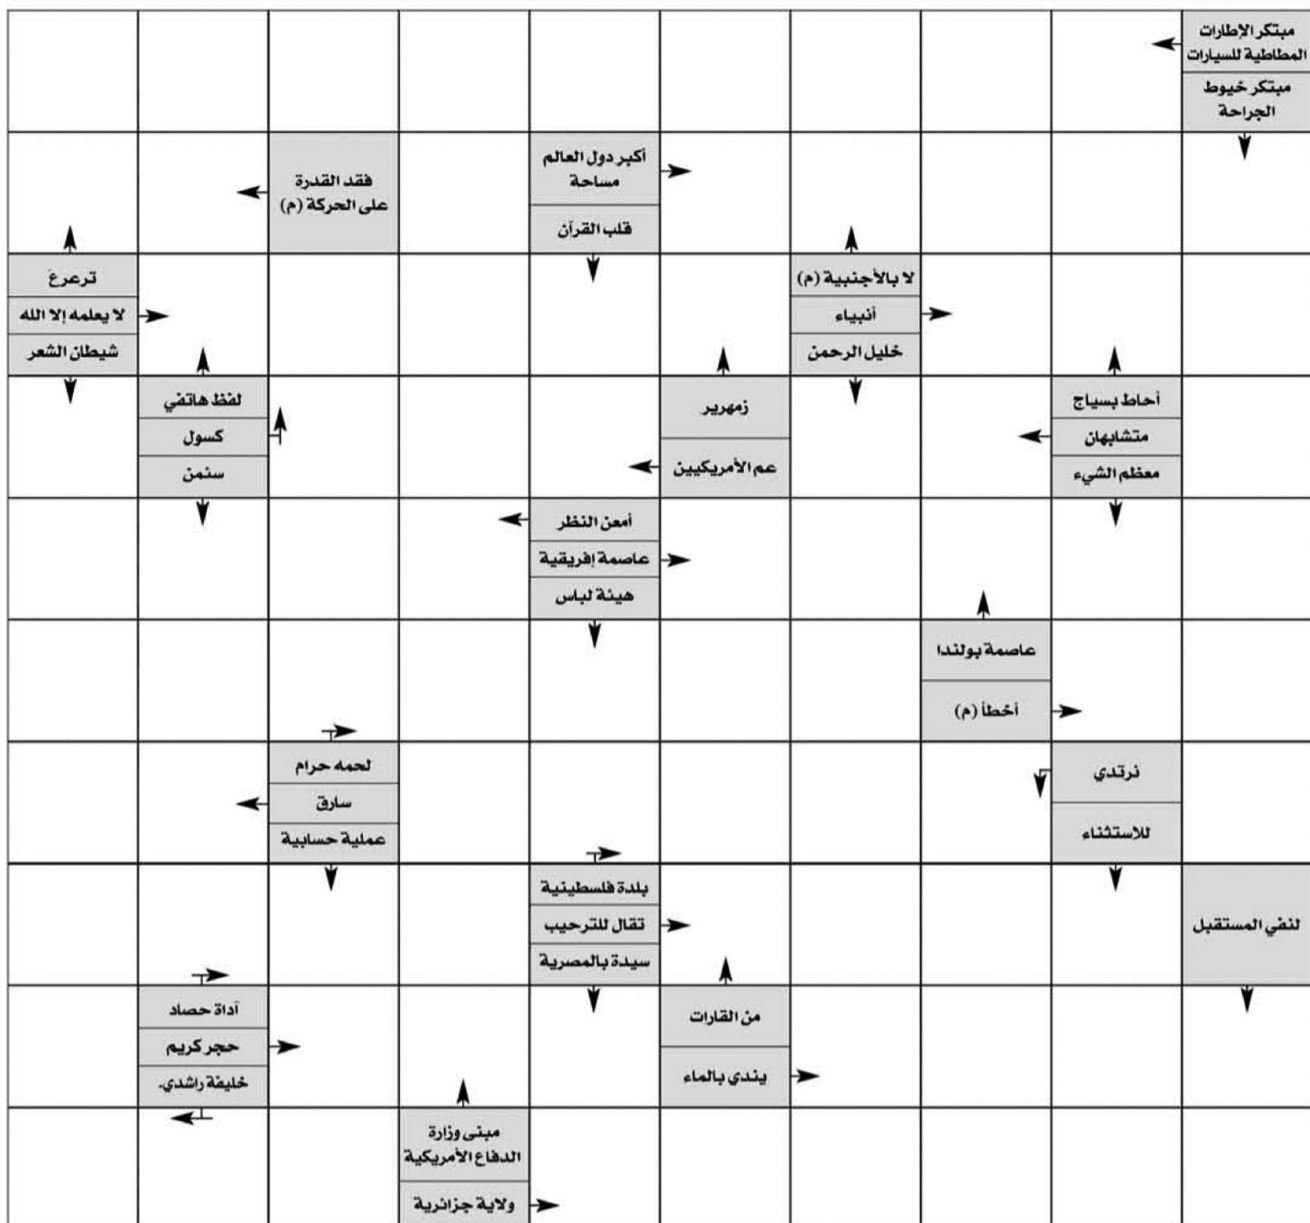 مبتكر الإطارات
المطاطية للسيارات
مبتكر خيوط
الجراحة
أكبر دول العالم
مساحة
قلب القرآن
فقد القدرة
على الحركة (م)
لا بالأجنبية (م)
أنبياء
خليل الرحمن
ترعرعَ
لا يعلمه إلا الله
شيطان الشعر
أحاط بسياج
متشابهان
معظم الشيء
زمهرير
عم الأمريكيين
لفظ هاتفي
كسول
سئمن
أمعن النظر
عاصمة إفريقية
هيئة لباس
عاصمة بولندا
أخطأ (م)
نرتدي
للاستثناء
لحمه حرام
سارق
عملية حسابية
لنفي المستقبل
بلدة فلسطينية
تقال للترحيب
سيدة بالمصرية
من القارات
يندي بالماء
آداة حصاد
حجر كريم
خليفة راشدي.
مبنى وزارة
الدفاع الأمريكية
ولاية جزائرية